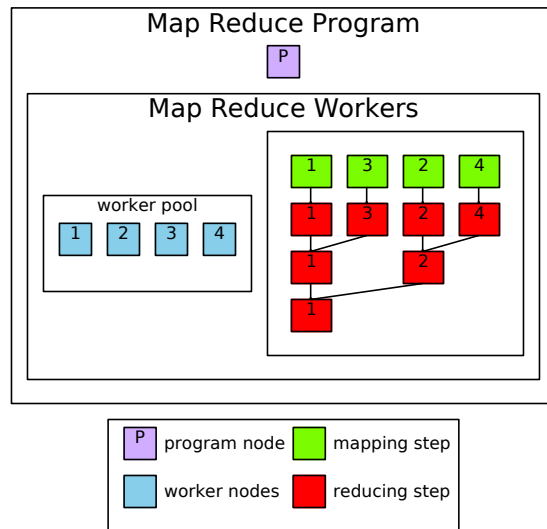 Map Reduce Program
P
Map Reduce Workers
1 3 2 4
worker pool
1 3 2 4
1 2 3 4
1 2
1
P program node mapping step
worker nodes reducing step